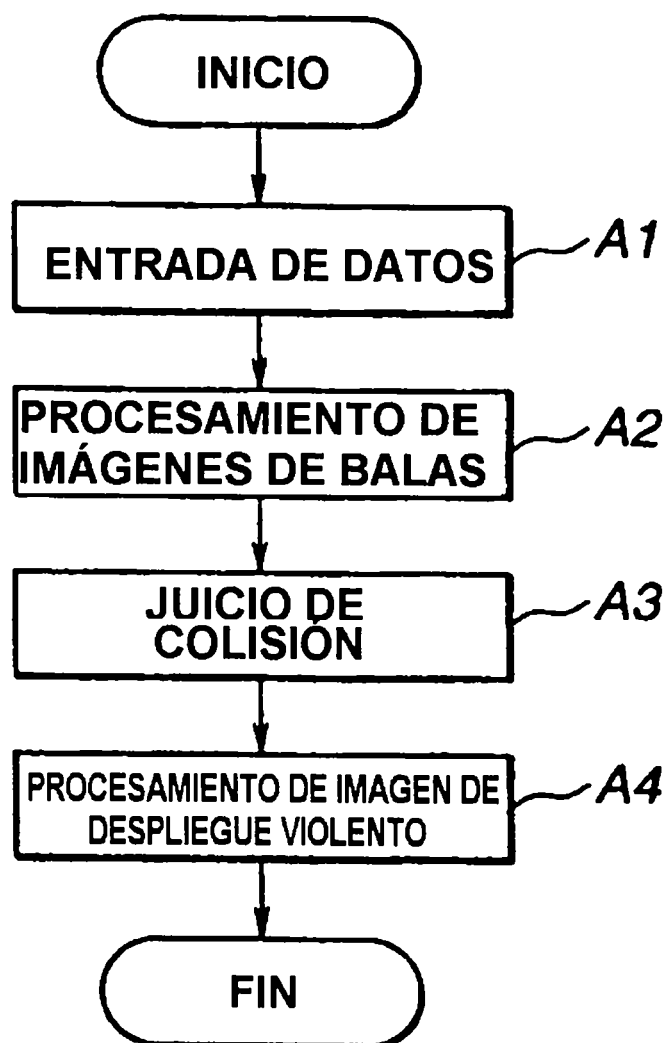 INICIO
ENTRADA DE DATOS
A1
PROCESAMIENTO DE
IMÁGENES DE BALAS
A2
JUICIO DE
COLISIÓN
A3
PROCESAMIENTO DE IMAGEN DE
DESPLIEGUE VIOLENTO
A4
FIN